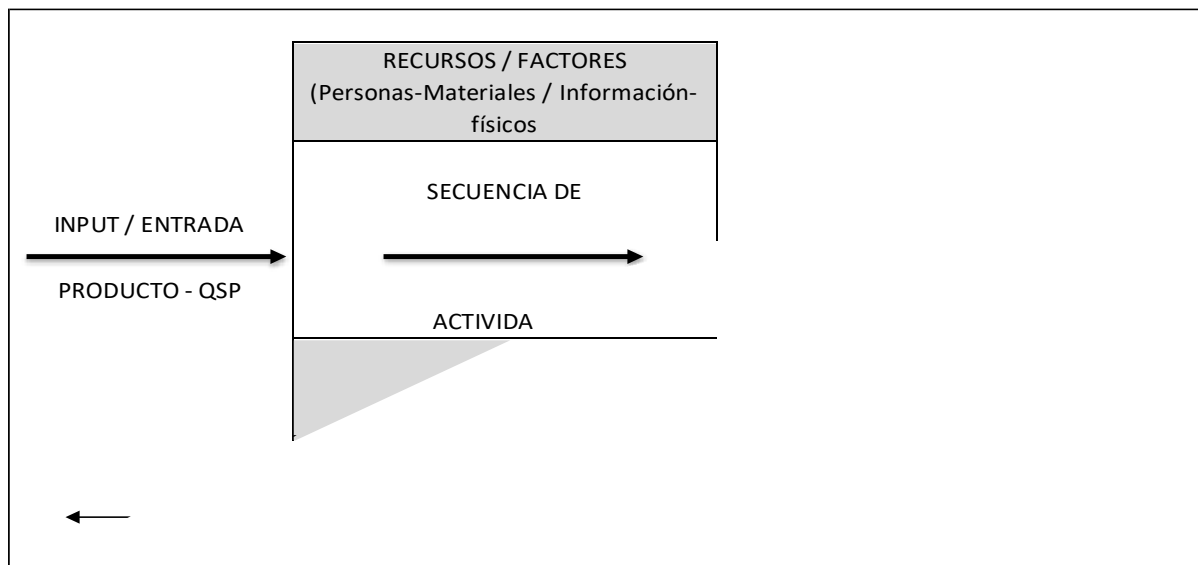 RECURSOS / FACTORES
(Personas-Materiales / Información-
físicos
SECUENCIA DE
INPUT / ENTRADA
PRODUCTO - QSP
ACTIVIDA